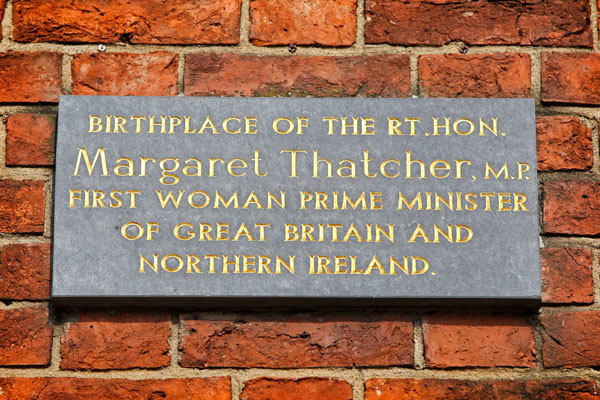 BIRTHPLACE OF THE RT.HON.
Margaret Thatcher, M.P.
FIRST WOMAN PRIME MINISTER
OF GREAT BRITAIN AND
NORTHERN IRELAND.